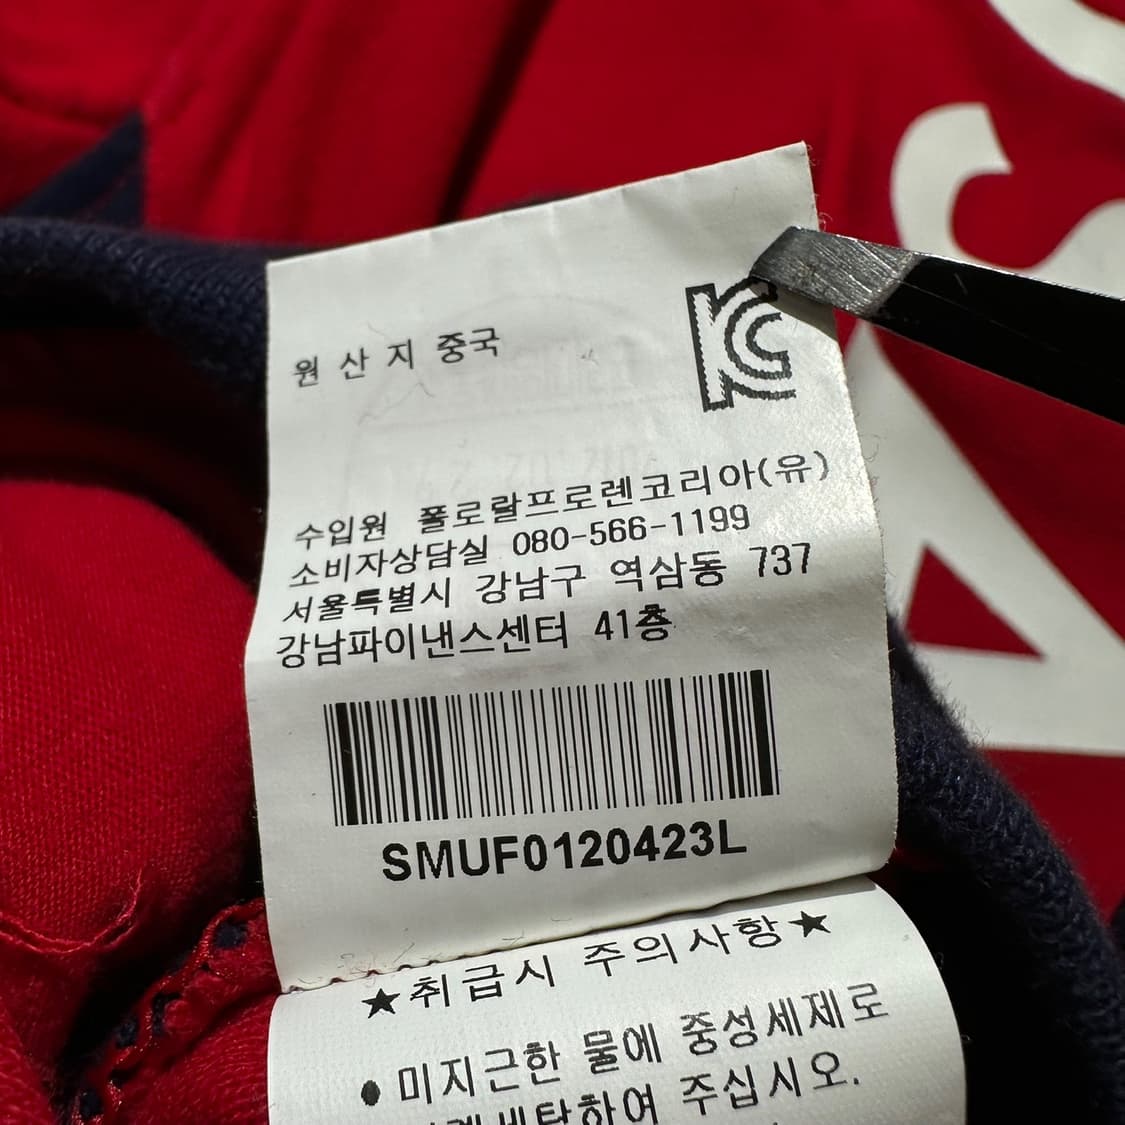 원산지 중국
수입원 폴로랄프로렌코리아(유)
소비자상담실 080-566-1199
서울특별시 강남구 역삼동 737
강남파이낸스센터 41층
SMUF0120423L
★취급시 주의사항★
● 미지근한 물에 중성세제로
하여 주십시오.